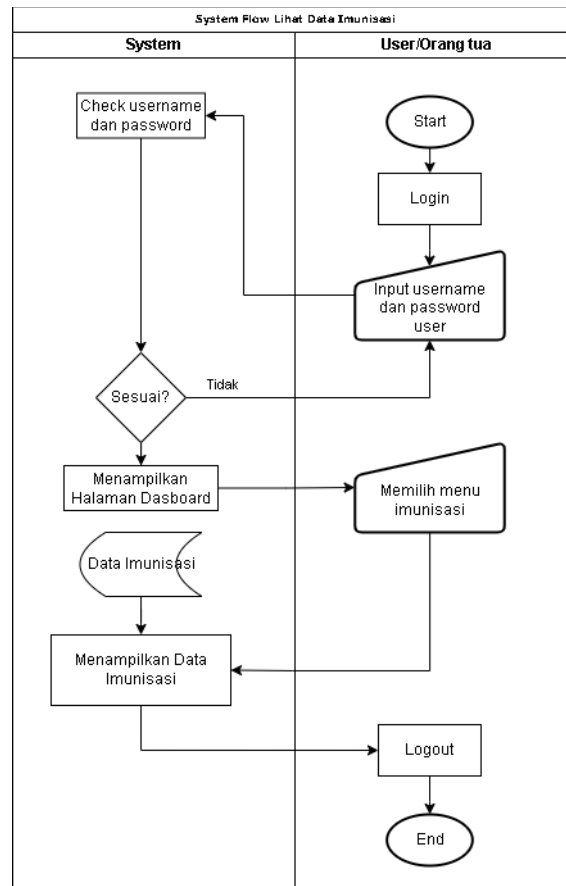 System Flow Lihat Data Imunisasi
System
User/Orang tua
Check username
dan password
Start
Login
Input username
dan password
user
Sesuai?
Tidak
Menampilkan
Halaman Dasboard
Memilih menu
imunisasi
Data Imunisasi
Menampilkan Data
Imunisasi
Logout
End